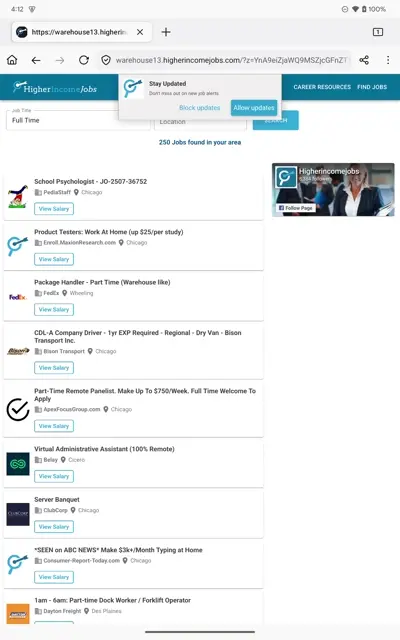 4:12
100%
https://warehouse13.higherin
warehouse13.higherincomejobs.com/?z=YnA9eiZjaWQ9MSZjcGFnZ
HigherIncomeJobs
CAREER RESOURCES
FIND JOBS
Stay Updated
Don't miss out on new job alerts
Block updates
Allow updates
Job Title
Full Time
Location
SEARCH
250 Jobs found in your area
School Psychologist - JO-2507-36752
PediaStaff Chicago
View Salary
Product Testers: Work At Home (up $25/per study)
Enroll.MaxionResearch.com Chicago
View Salary
FedEx
Package Handler - Part Time (Warehouse like)
FedEx Wheeling
View Salary
Bison
CDL-A Company Driver - 1yr EXP Required - Regional - Dry Van - Bison
Transport Inc.
Bison Transport Chicago
View Salary
Part-Time Remote Panelist. Make Up To $750/Week. Full Time Welcome To
Apply
ApexFocusGroup.com Chicago
View Salary
Virtual Administrative Assistant (100% Remote)
Belay Cicero
View Salary
CLUBCORP
Server Banquet
ClubCorp Chicago
View Salary
*SEEN on ABC NEWS* Make $3k+/Month Typing at Home
Consumer-Report-Today.com Chicago
View Salary
1am - 6am: Part-time Dock Worker / Forklift Operator
Dayton Freight Des Plaines
View Salary
Higherincomejobs
Follow Page